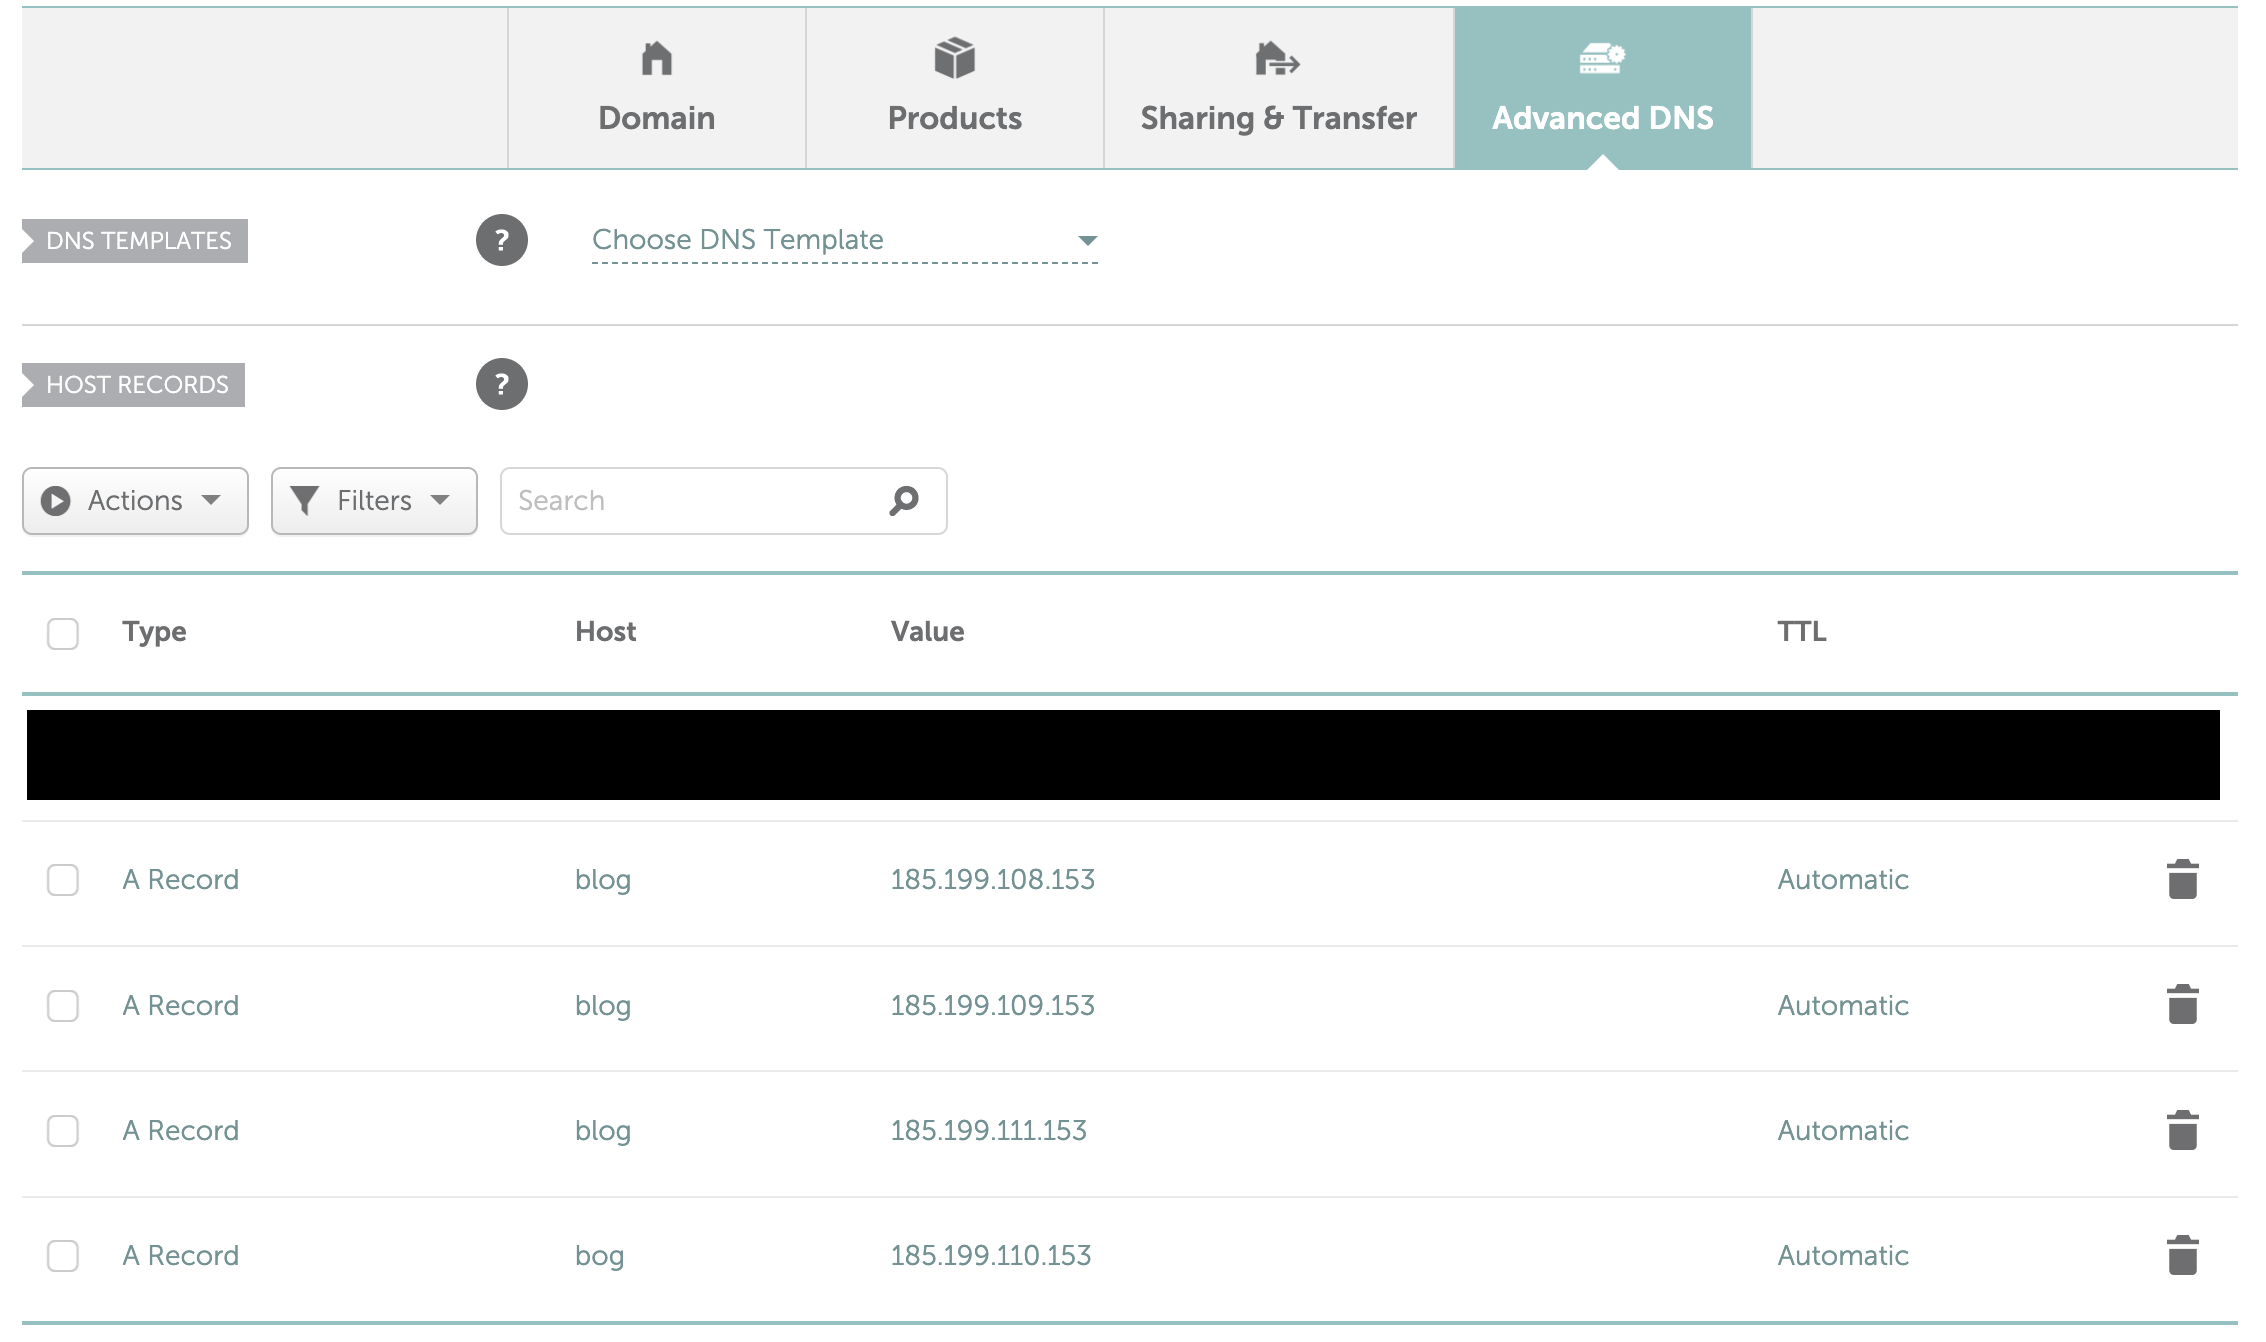 Domain Products Sharing & Transfer Advanced DNS
DNS TEMPLATES ? Choose DNS Template
HOST RECORDS ?
Actions Filters Search
Type Host Value TTL
A Record blog 185.199.108.153 Automatic
A Record blog 185.199.109.153 Automatic
A Record blog 185.199.111.153 Automatic
A Record bog 185.199.110.153 Automatic